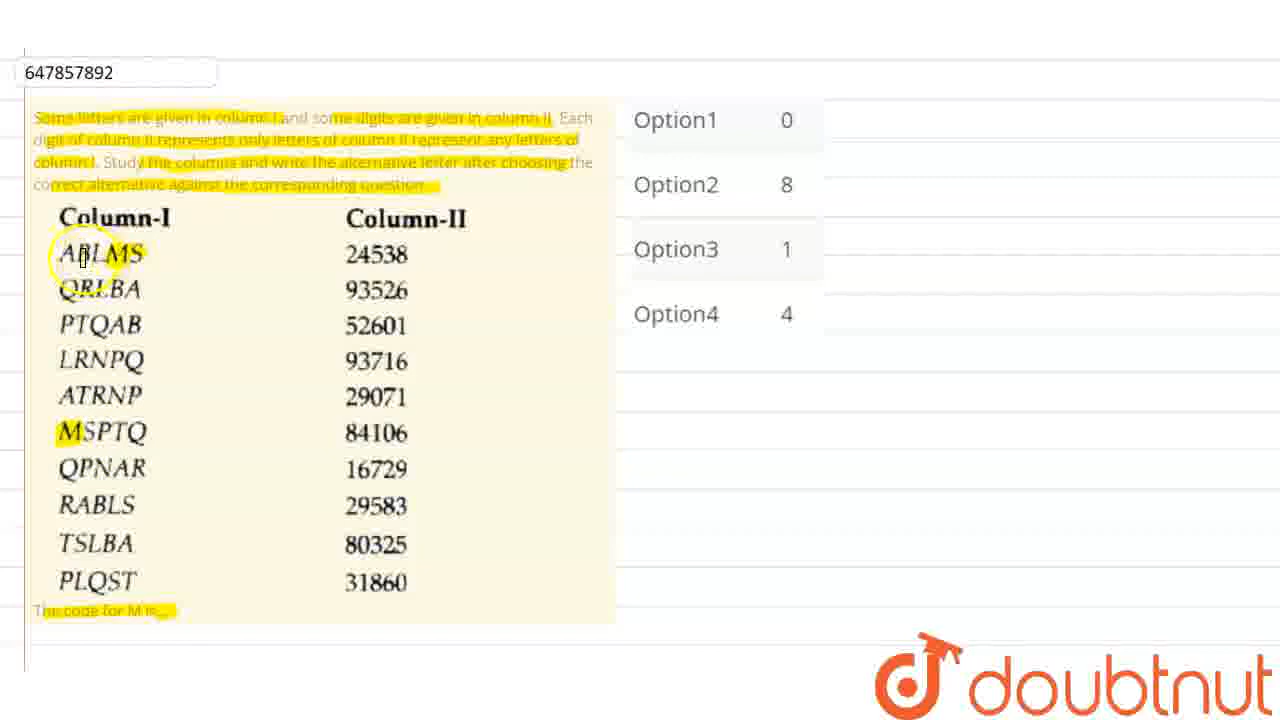 647857892
Some letters are given in column I and some digits are given in column II. Each
digit of column II represents only letters of column II represent any letters of
column I. Study the columns and write the alternative letter after choosing the
correct alternative against the corresponding question...
Column-I Column-II
ABLMS 24538
QRLBA 93526
PTQAB 52601
LRNPQ 93716
ATRNP 29071
MSPTQ 84106
QPNAR 16729
RABLS 29583
TSLBA 80325
PLQST 31860
The code for M is...
Option1 0
Option2 8
Option3 1
Option4 4
doubtnut